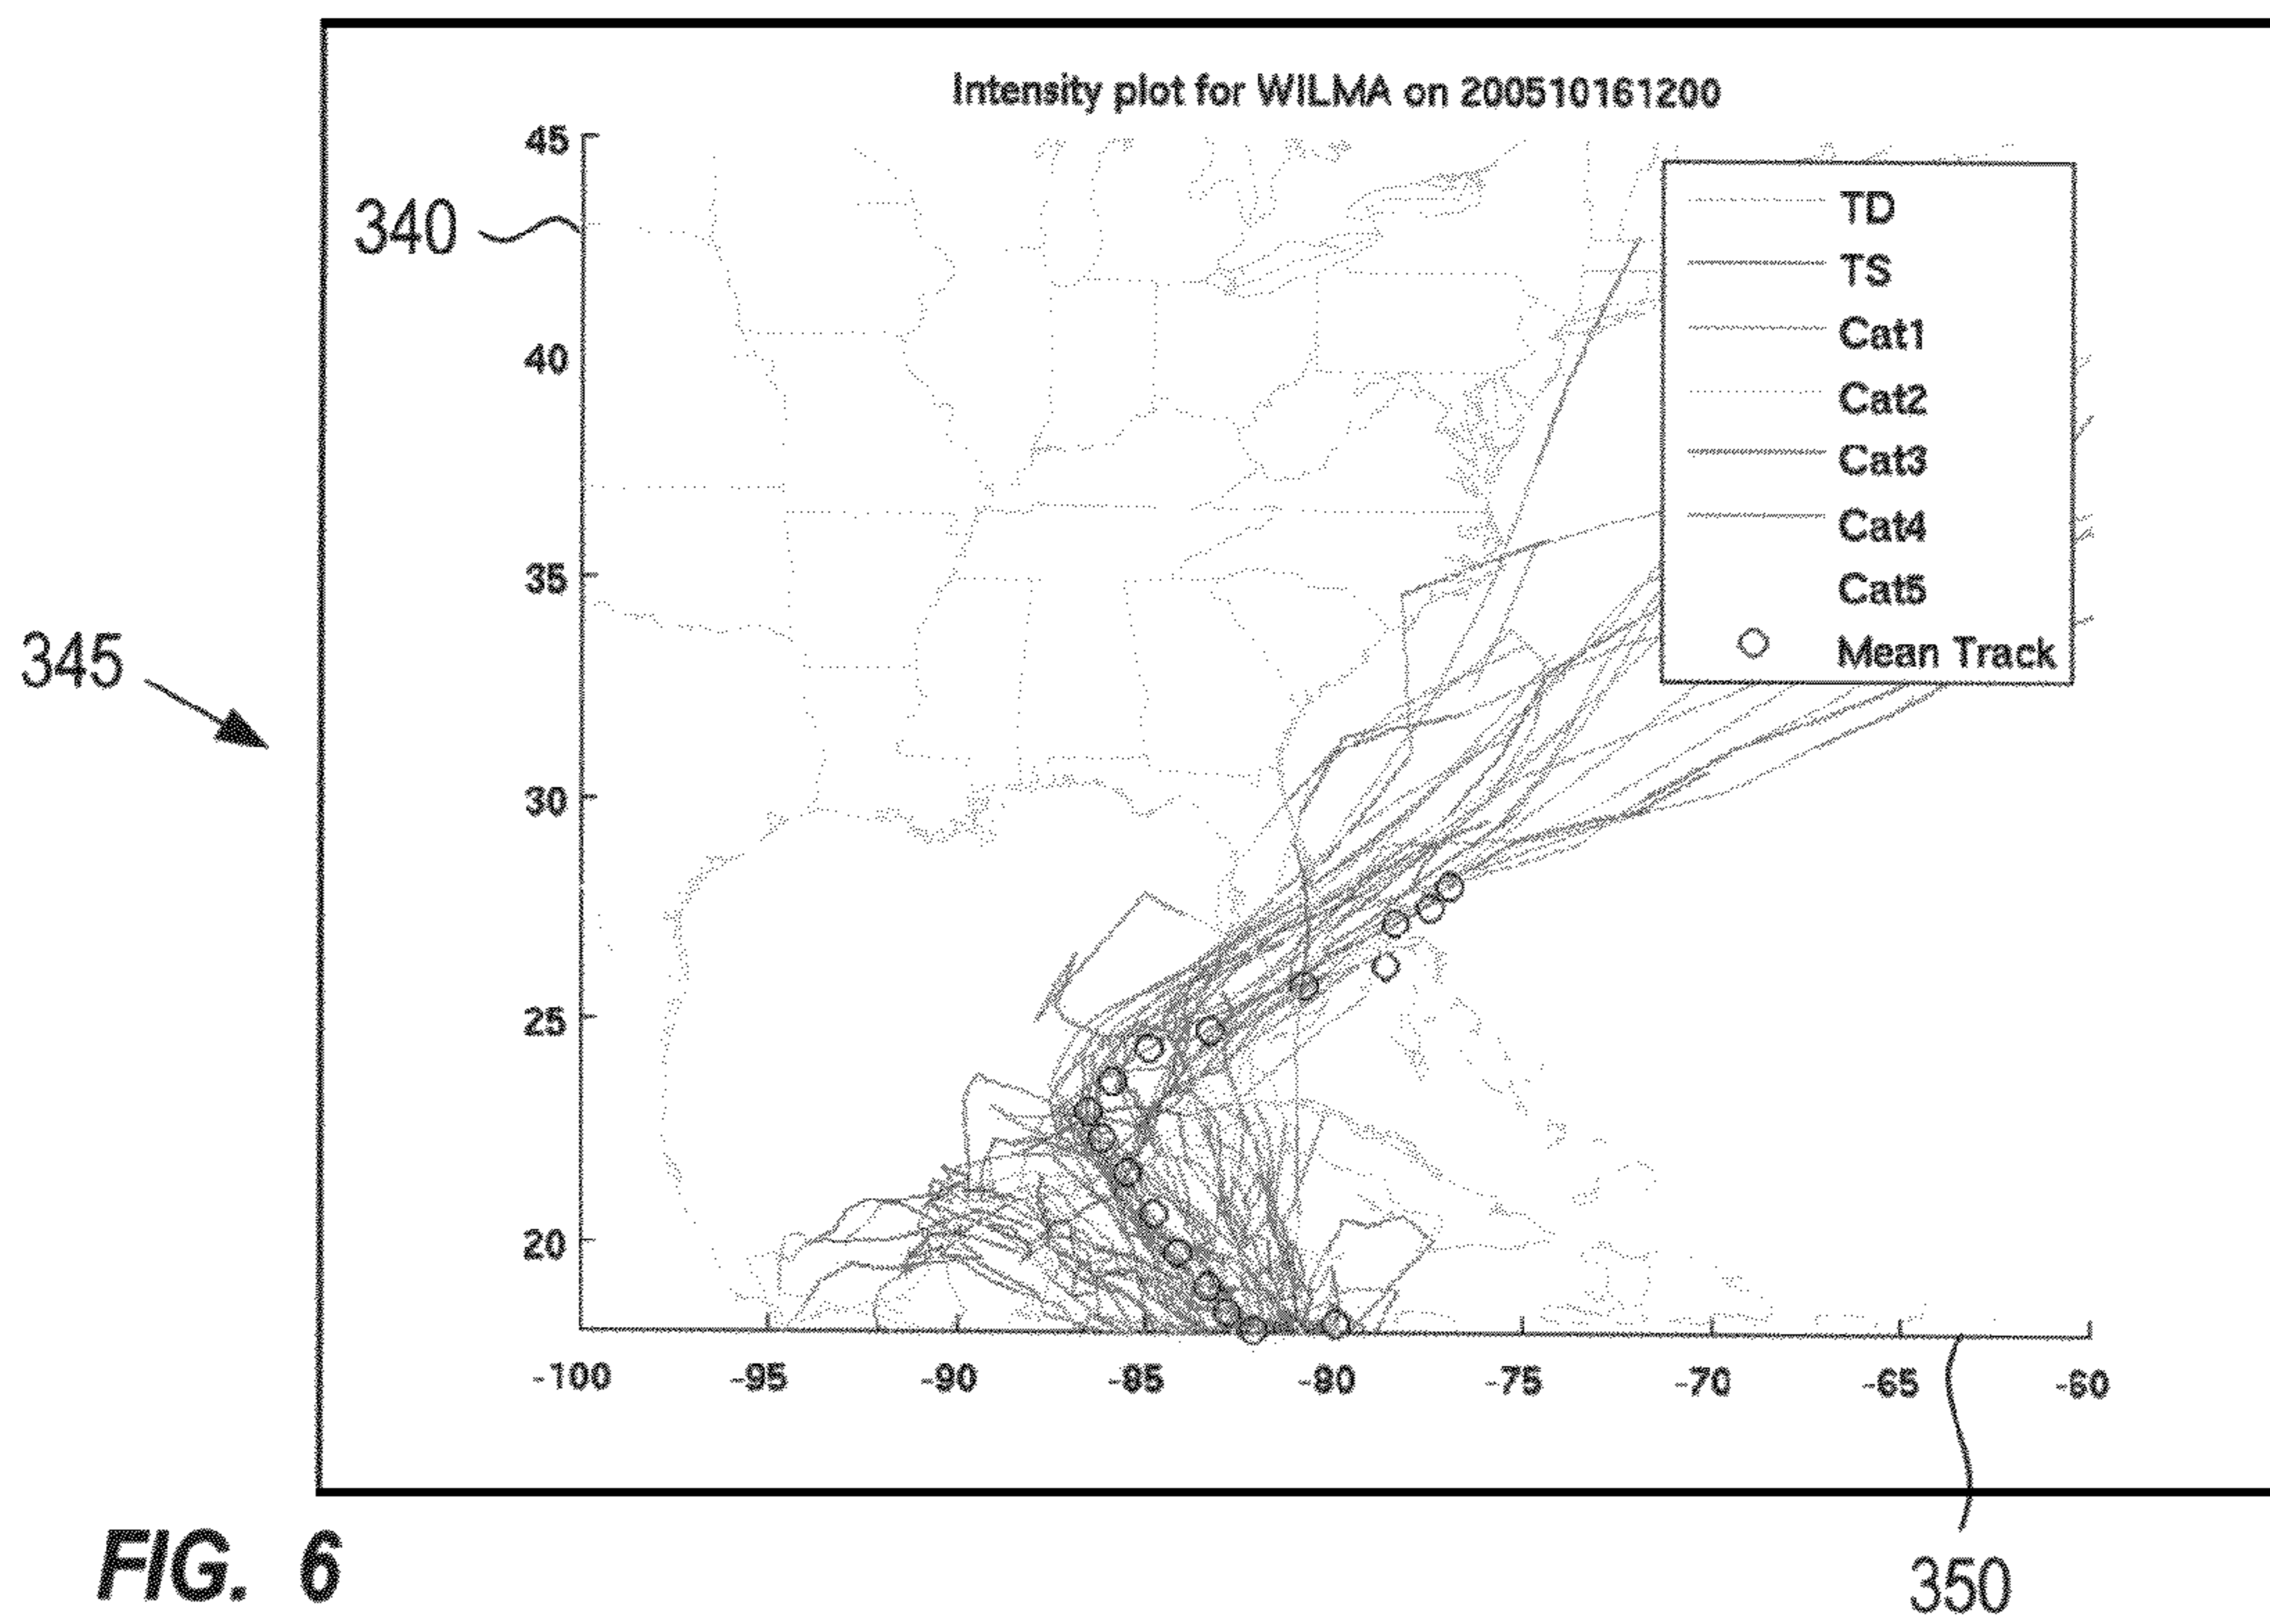 Intensity plot for WILMA on 200510161200
45
340
40
35
345
30
25
20
TD
TS
Cat1
Cat2
Cat3
Cat4
Cat5
Mean Track
-100 -95 -90 -85 -80 -75 -70 -65 -60
FIG. 6
350